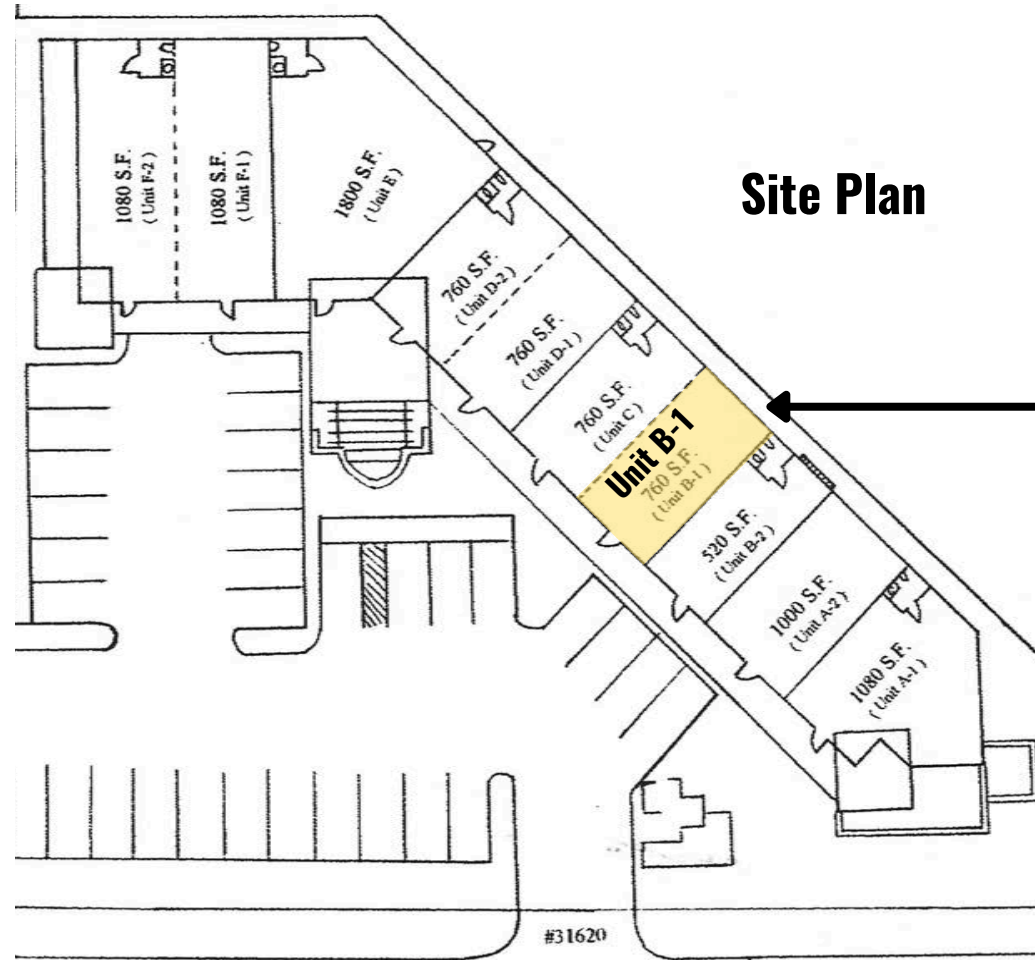 Site Plan
1080 S.F.
( Unit F-2 )
1080 S.F.
( Unit F-1 )
1800 S.F.
( Unit E )
760 S.F.
( Unit D-2 )
760 S.F.
( Unit D-1 )
760 S.F.
( Unit C )
Unit B-1
760 S.F.
( Unit B-1 )
520 S.F.
( Unit B-2 )
1000 S.F.
( Unit A-2 )
1080 S.F.
( Unit A-1 )
#31620